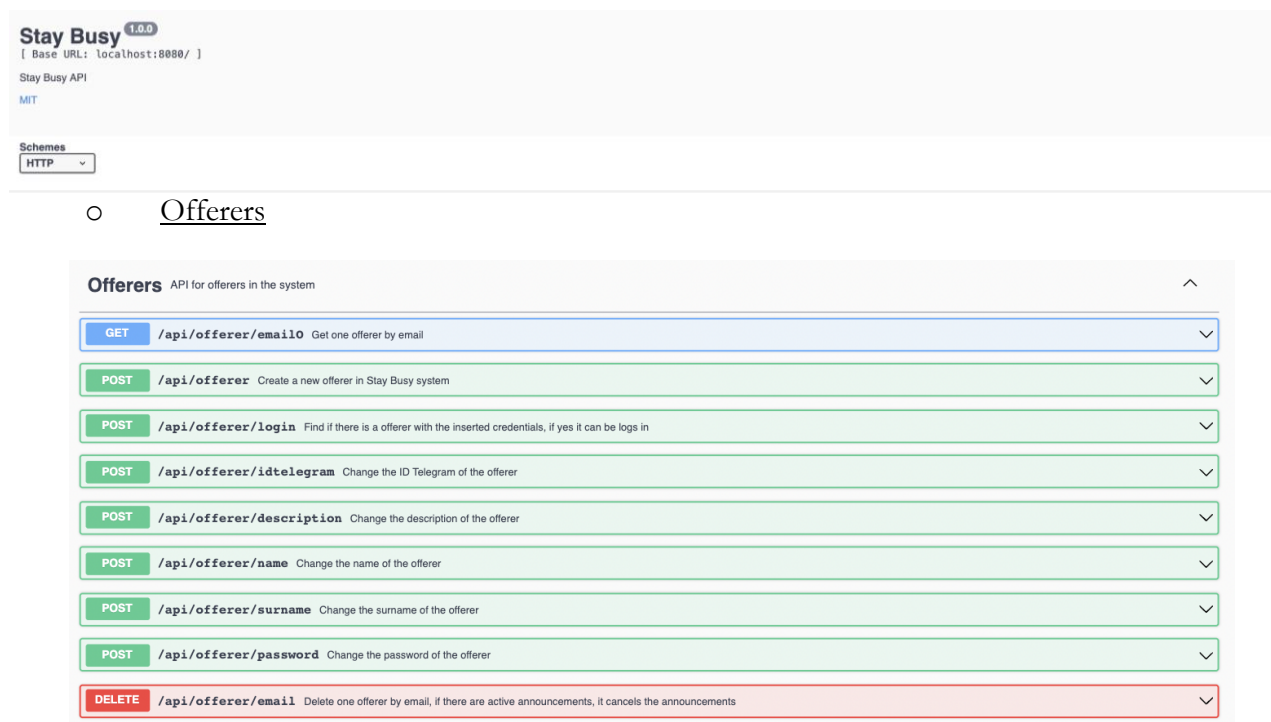 Stay Busy 1.0.0
[ Base URL: localhost:8080/ ]
Stay Busy API
MIT
Schemes
HTTP
o Offerers
Offerers API for offerers in the system
GET /api/offerer/emailO Get one offerer by email
POST /api/offerer Create a new offerer in Stay Busy system
POST /api/offerer/login Find if there is a offerer with the inserted credentials, if yes it can be logs in
POST /api/offerer/idtelegram Change the ID Telegram of the offerer
POST /api/offerer/description Change the description of the offerer
POST /api/offerer/name Change the name of the offerer
POST /api/offerer/surname Change the surname of the offerer
POST /api/offerer/password Change the password of the offerer
DELETE /api/offerer/email Delete one offerer by email, if there are active announcements, it cancels the announcements